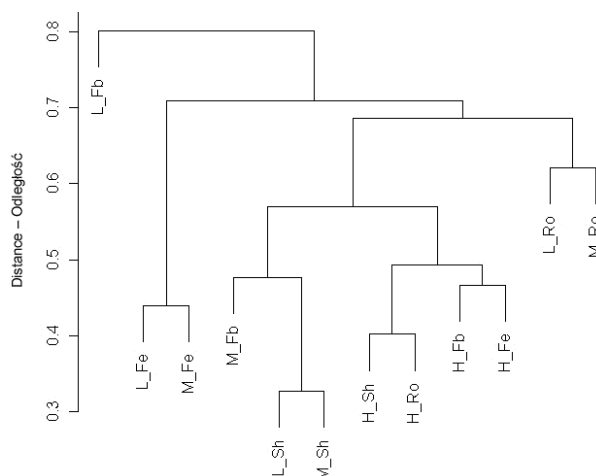 Distance – Odległość
0.8
0.7
0.6
0.5
0.4
0.3
L_Fb
L_Fe
M_Fe
M_Fb
L_Sh
M_Sh
H_Sh
H_Ro
H_Fb
H_Fe
L_Ro
M_Ro